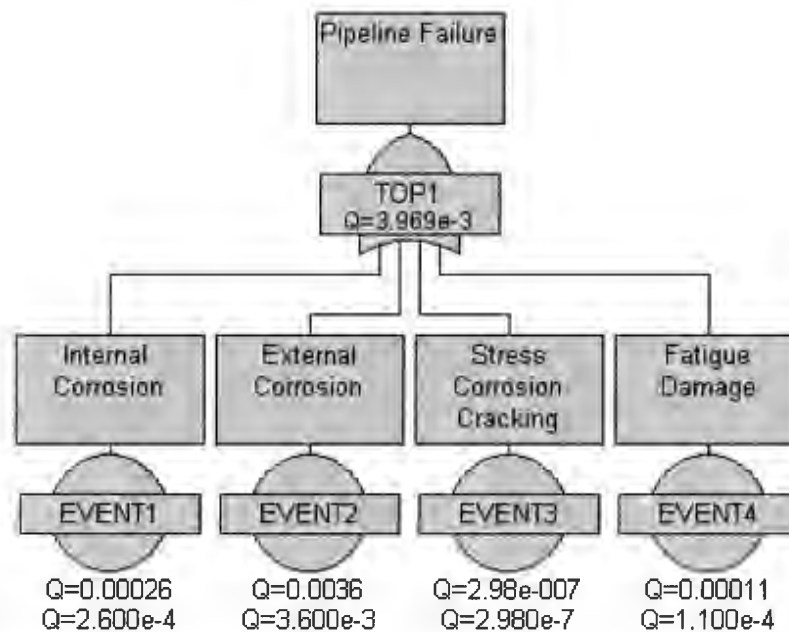 Pipeline Failure
TOP1
Q=3.969e-3
Internal
Corrosion
External
Corrosion
Stress
Corrosion
Cracking
Fatigue
Damage
EVENT1
EVENT2
EVENT3
EVENT4
Q=0.00026
Q=2.600e-4
Q=0.0036
Q=3.600e-3
Q=2.98e-007
Q=2.980e-7
Q=0.00011
Q=1.100e-4